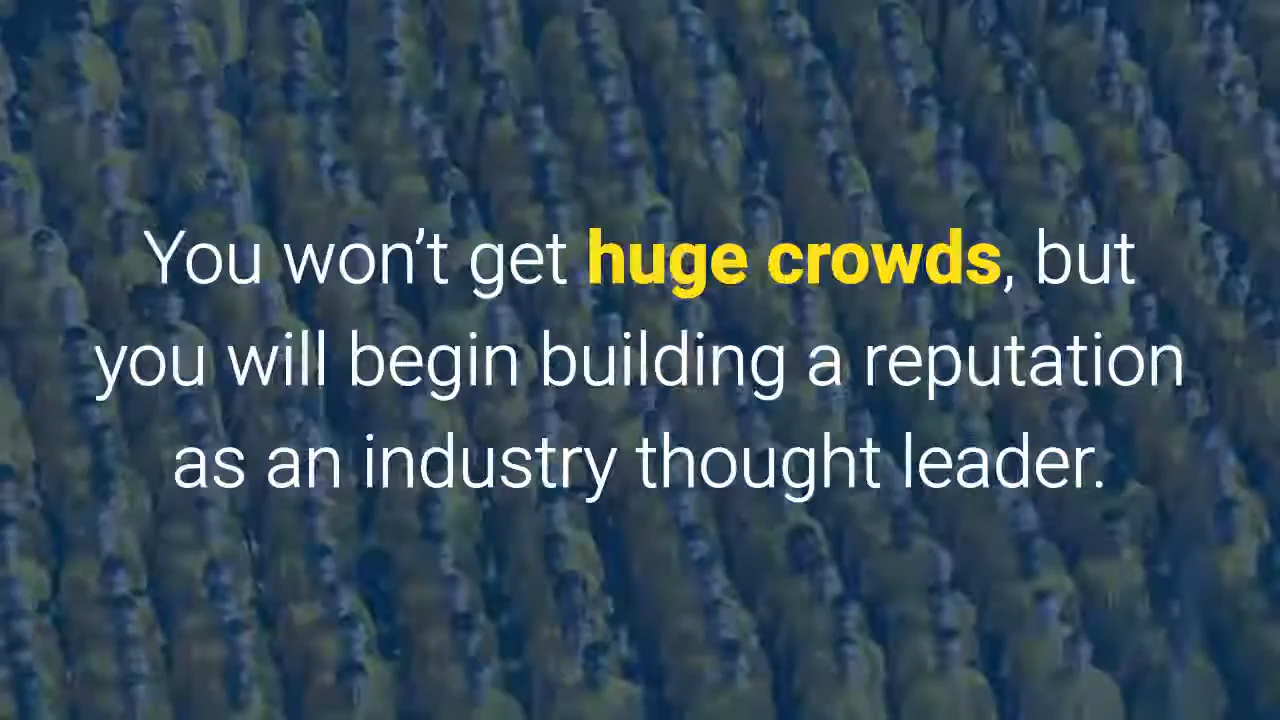 You won’t get huge crowds, but
you will begin building a reputation
as an industry thought leader.